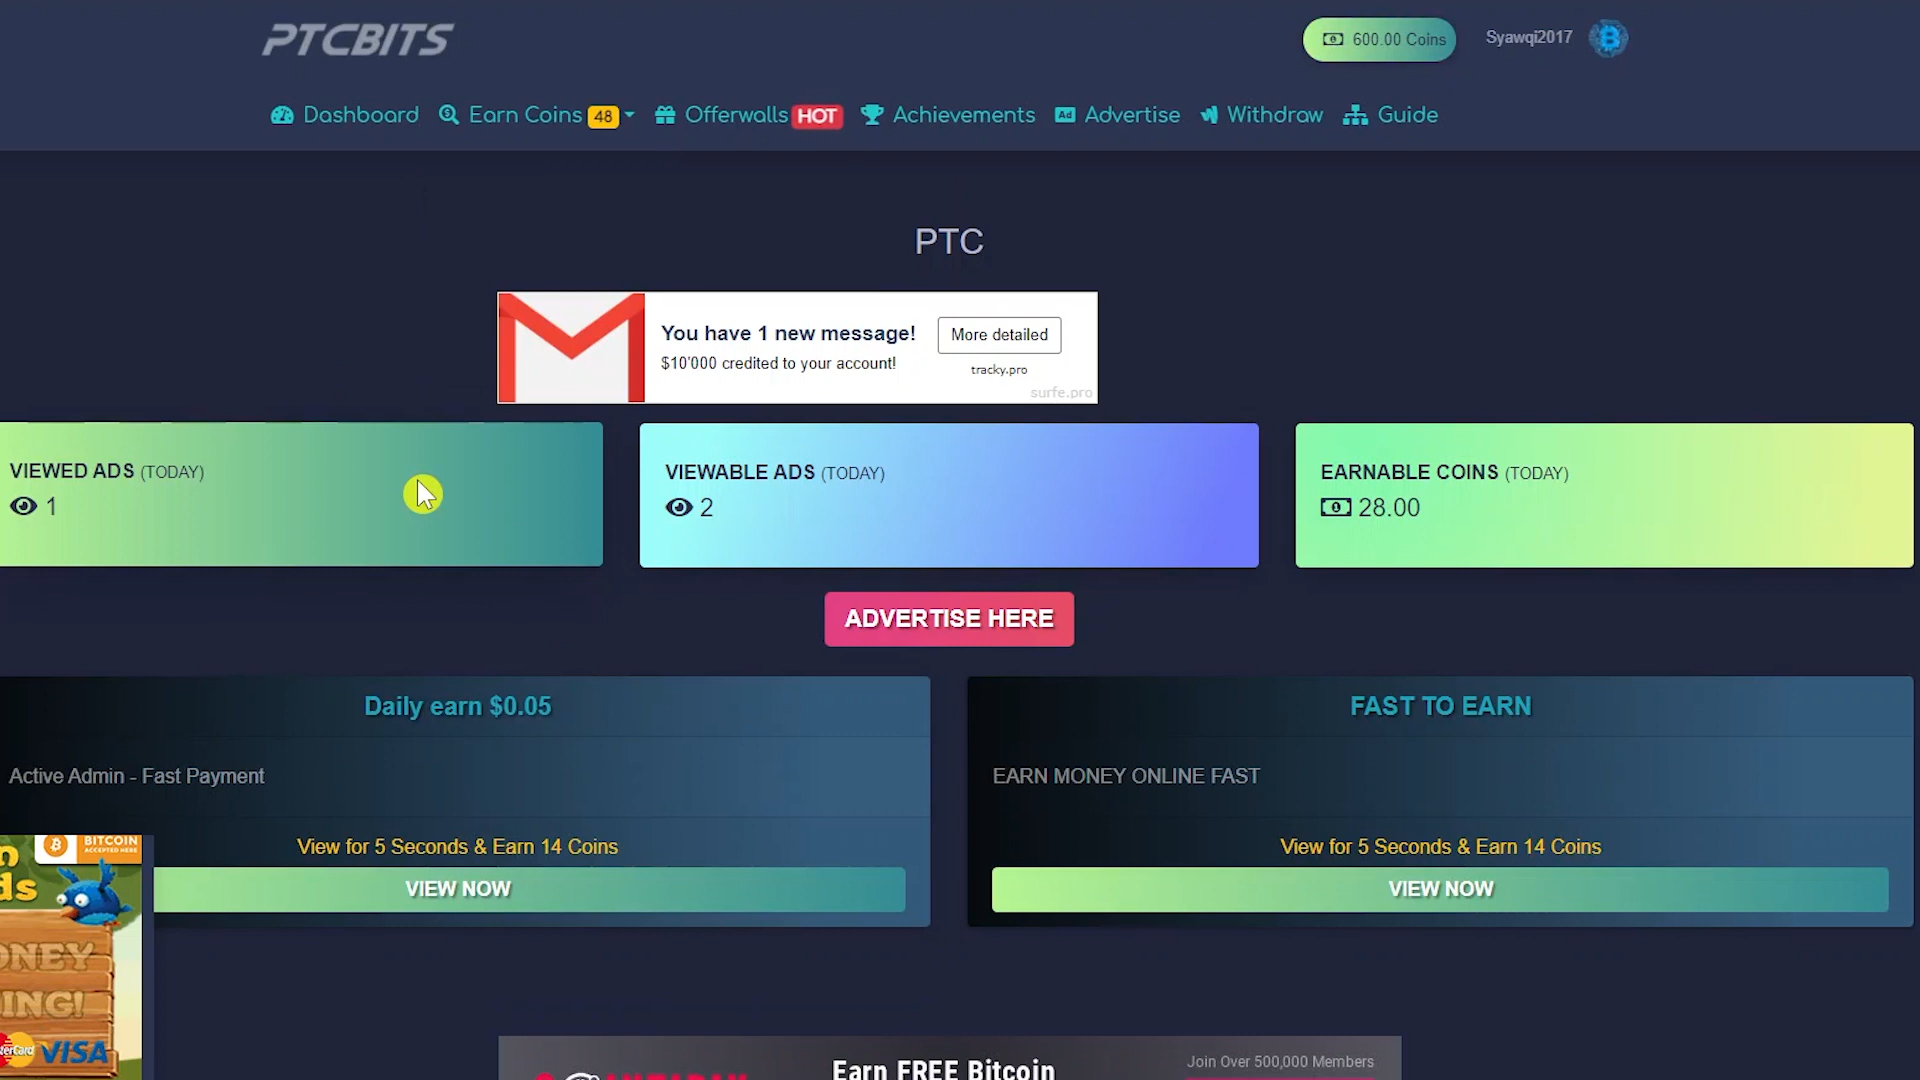 PTCBITS
600.00 Coins
Syawqi2017
Dashboard
Earn Coins 48
Offerwalls HOT
Achievements
Ad Advertise
Withdraw
Guide
PTC
You have 1 new message!
$10'000 credited to your account!
More detailed
tracky.pro
surfe.pro
VIEWED ADS (TODAY)
1
VIEWABLE ADS (TODAY)
2
EARNABLE COINS (TODAY)
28.00
ADVERTISE HERE
Daily earn $0.05
Active Admin - Fast Payment
View for 5 Seconds & Earn 14 Coins
VIEW NOW
FAST TO EARN
EARN MONEY ONLINE FAST
View for 5 Seconds & Earn 14 Coins
VIEW NOW
BITCOIN
ACCEPTED HERE
VISA
Earn FREE Bitcoin
Join Over 500,000 Members